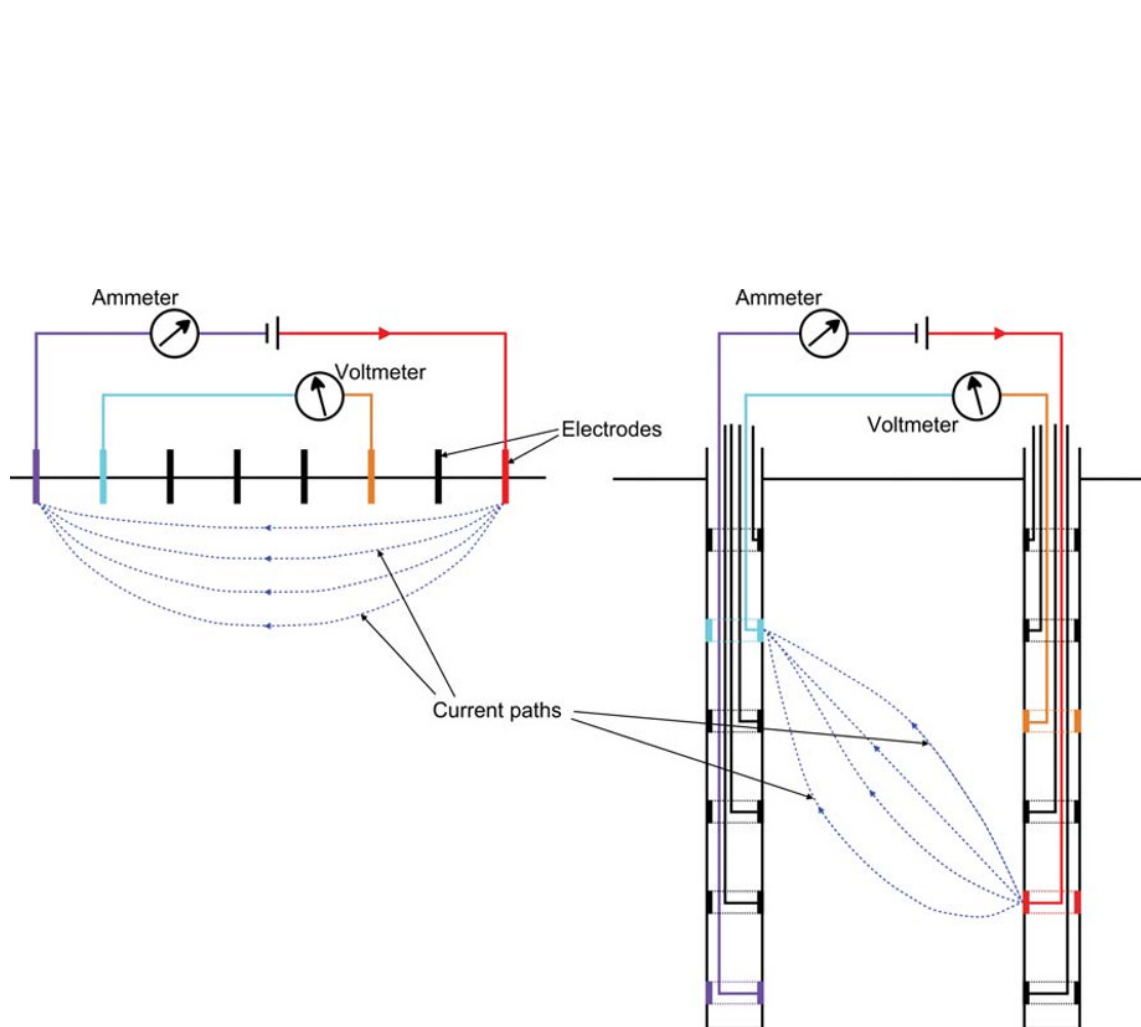 Ammeter
Voltmeter
Electrodes
Ammeter
Voltmeter
Current paths